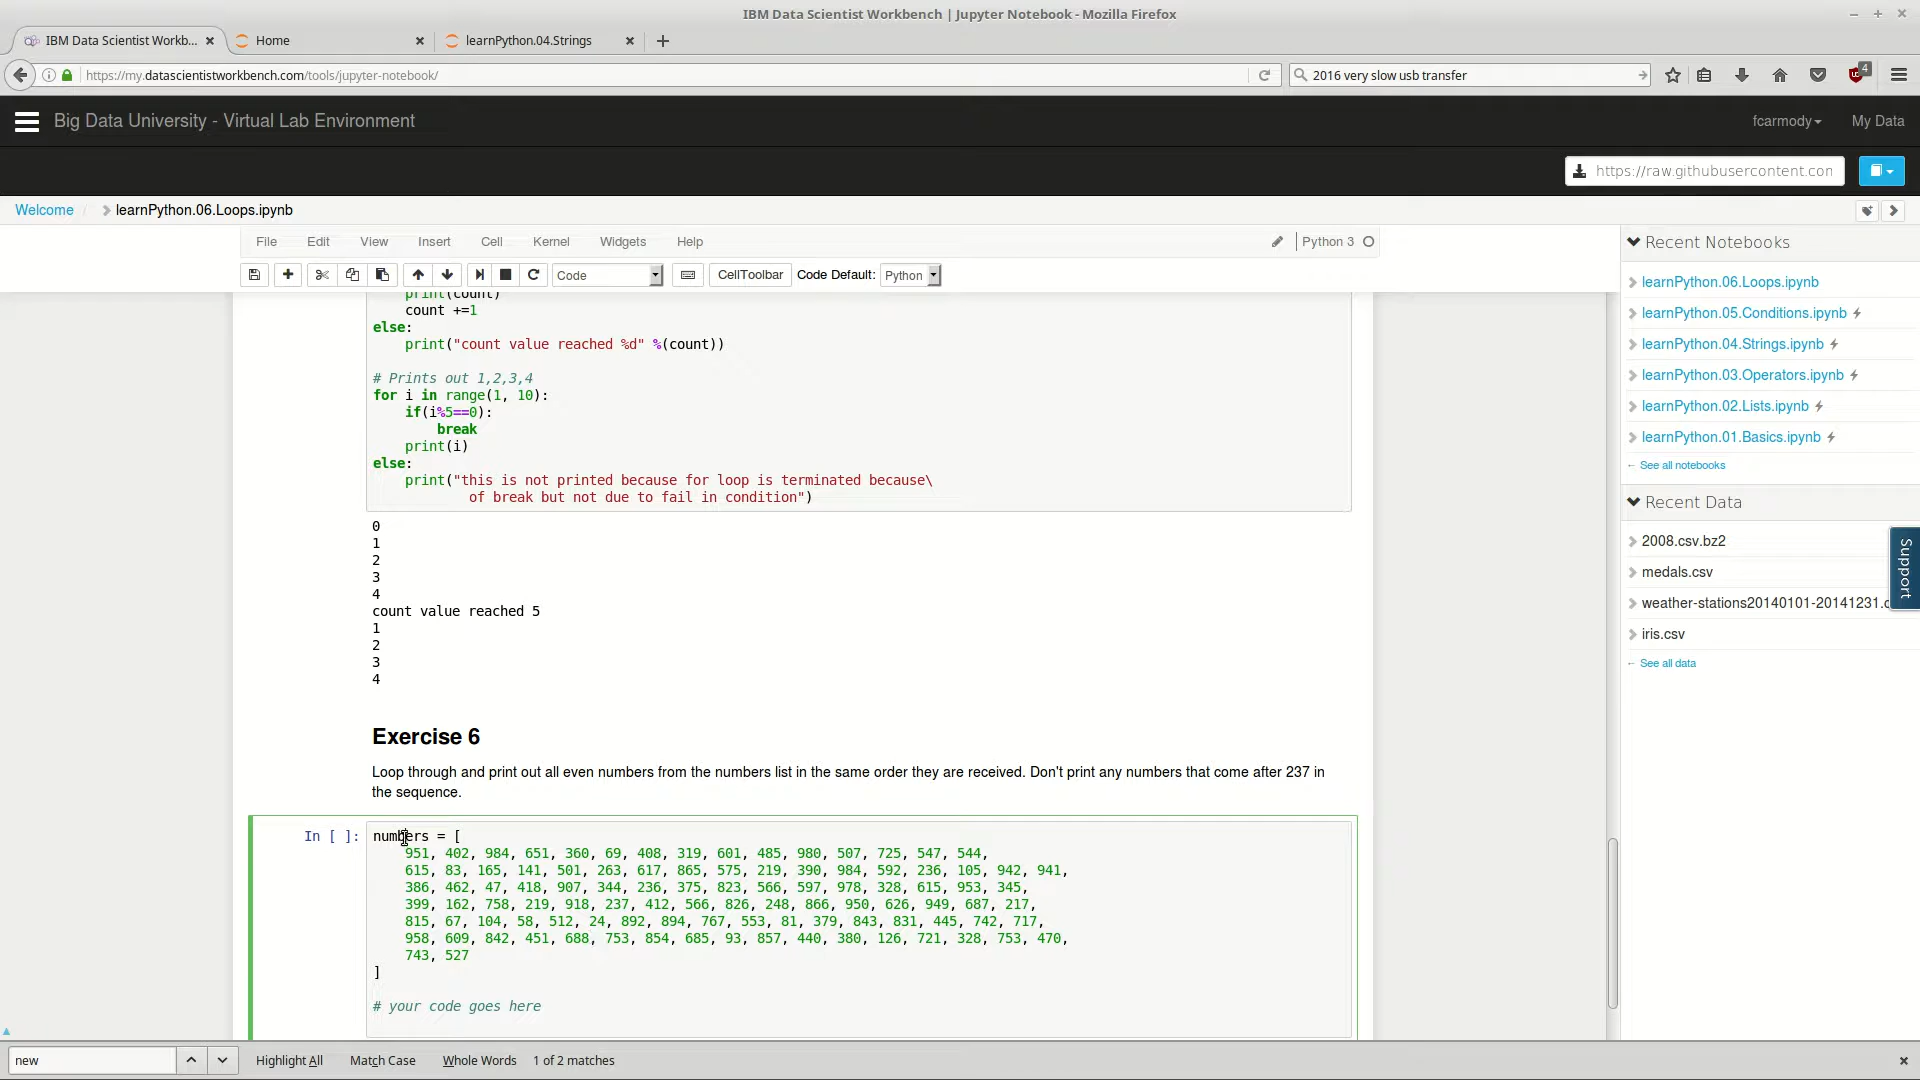 IBM Data Scientist Workbench | Jupyter Notebook - Mozilla Firefox
IBM Data Scientist Workb...
Home
learnPython.04.Strings
https://my.datascientistworkbench.com/tools/jupyter-notebook/
2016 very slow usb transfer
4
Big Data University - Virtual Lab Environment
fcarmody
My Data
https://raw.githubusercontent.con
Welcome / learnPython.06.Loops.ipynb
File Edit View Insert Cell Kernel Widgets Help
Python 3
Code
CellToolbar
Code Default:
Python
print(count)
    count +=1
else:
    print("count value reached %d" %(count))
# Prints out 1,2,3,4
for i in range(1, 10):
    if(i%5==0):
        break
    print(i)
else:
    print("this is not printed because for loop is terminated because\
            of break but not due to fail in condition")
0
1
2
3
4
count value reached 5
1
2
3
4
Exercise 6
Loop through and print out all even numbers from the numbers list in the same order they are received. Don't print any numbers that come after 237 in
the sequence.
In [ ]:
numbers = [
    951, 402, 984, 651, 360, 69, 408, 319, 601, 485, 980, 507, 725, 547, 544,
    615, 83, 165, 141, 501, 263, 617, 865, 575, 219, 390, 984, 592, 236, 105, 942, 941,
    386, 462, 47, 418, 907, 344, 236, 375, 823, 566, 597, 978, 328, 615, 953, 345,
    399, 162, 758, 219, 918, 237, 412, 566, 826, 248, 866, 950, 626, 949, 687, 217,
    815, 67, 104, 58, 512, 24, 892, 894, 767, 553, 81, 379, 843, 831, 445, 742, 717,
    958, 609, 842, 451, 688, 753, 854, 685, 93, 857, 440, 380, 126, 721, 328, 753, 470,
    743, 527
]
# your code goes here
Recent Notebooks
learnPython.06.Loops.ipynb
learnPython.05.Conditions.ipynb
learnPython.04.Strings.ipynb
learnPython.03.Operators.ipynb
learnPython.02.Lists.ipynb
learnPython.01.Basics.ipynb
← See all notebooks
Recent Data
2008.csv.bz2
medals.csv
weather-stations20140101-20141231.c
iris.csv
← See all data
Support
new
Highlight All
Match Case
Whole Words
1 of 2 matches